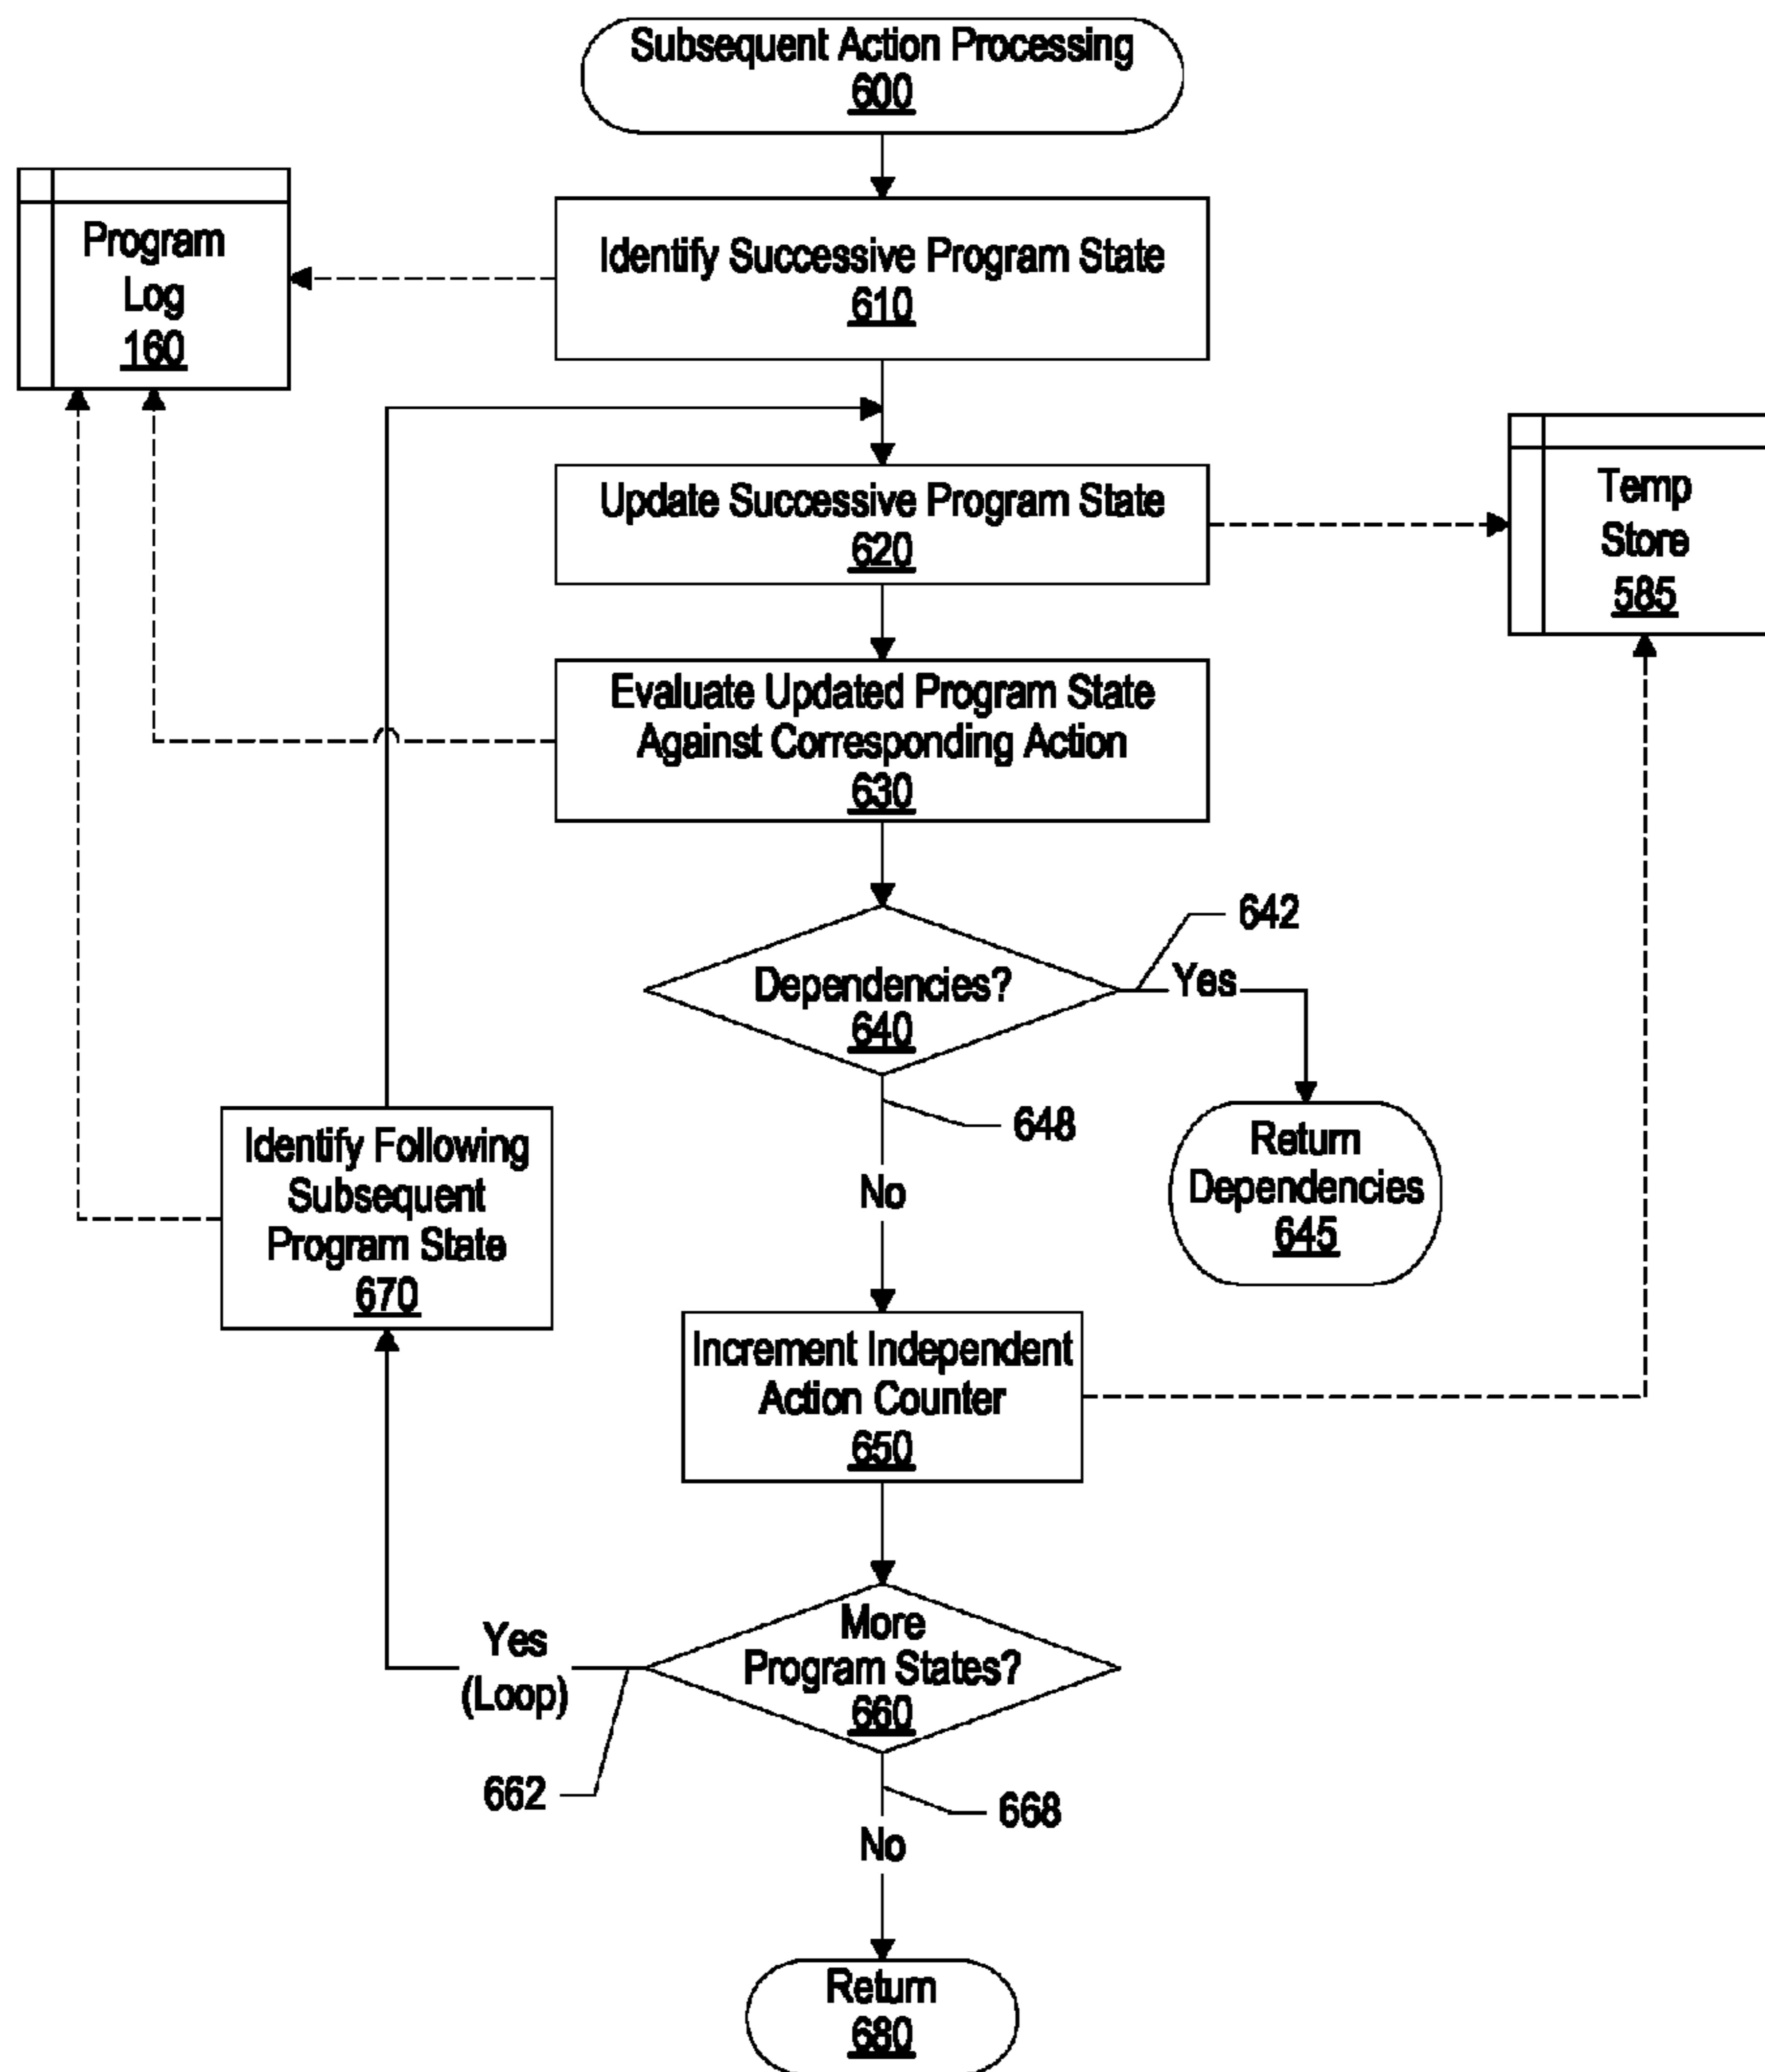 Subsequent Action Processing
600
Program
Log
160
Identify Successive Program State
610
Update Successive Program State
620
Temp
Store
585
Evaluate Updated Program State
Against Corresponding Action
630
642
Dependencies?
640
Yes
648
No
Return
Dependencies
645
Identify Following
Subsequent
Program State
670
Increment Independent
Action Counter
650
More
Program States?
660
Yes
(Loop)
662
668
No
Return
680